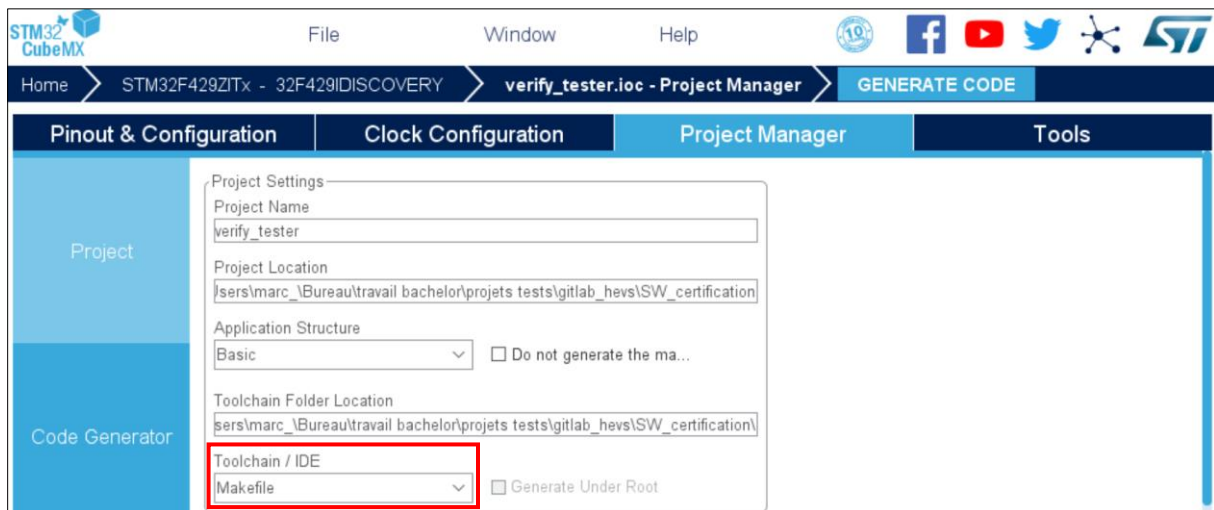 STM32
CubeMX
File Window Help
10
Home STM32F429ZITx - 32F429IDISCOVERY verify_tester.ioc - Project Manager GENERATE CODE
Pinout & Configuration Clock Configuration Project Manager Tools
Project
Code Generator
Project Settings
Project Name
verify_tester
Project Location
Jsers\marc_\Bureau\travail bachelor\projets tests\gitlab_hevs\SW_certification
Application Structure
Basic Do not generate the ma...
Toolchain Folder Location
sers\marc_\Bureau\travail bachelor\projets tests\gitlab_hevs\SW_certification\
Toolchain / IDE
Makefile Generate Under Root